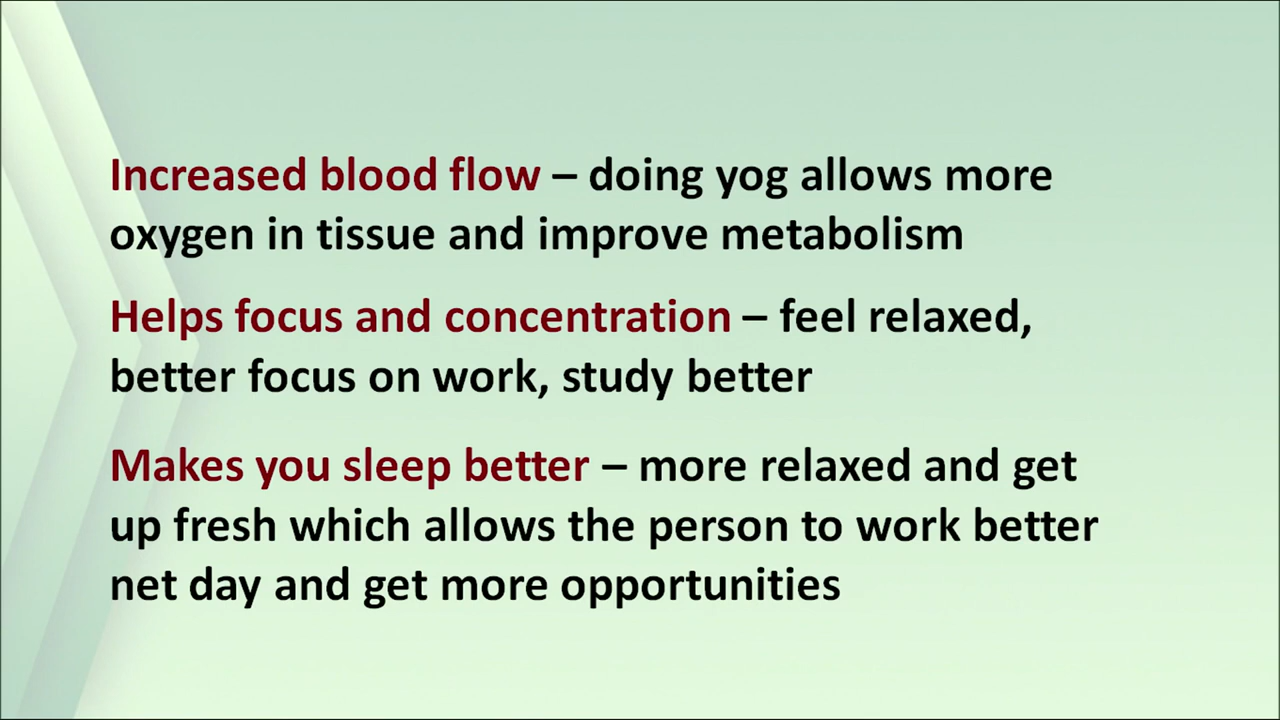 Increased blood flow – doing yog allows more
oxygen in tissue and improve metabolism
Helps focus and concentration – feel relaxed,
better focus on work, study better
Makes you sleep better – more relaxed and get
up fresh which allows the person to work better
net day and get more opportunities